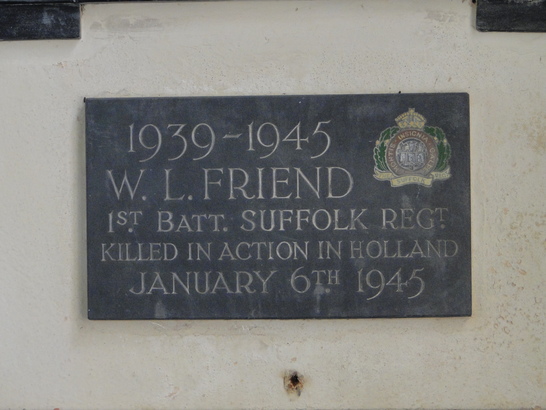 1939-1945
W. L. FRIEND
1ST. BATT. SUFFOLK REGT.
KILLED IN ACTION IN HOLLAND
JANUARY 6TH 1945